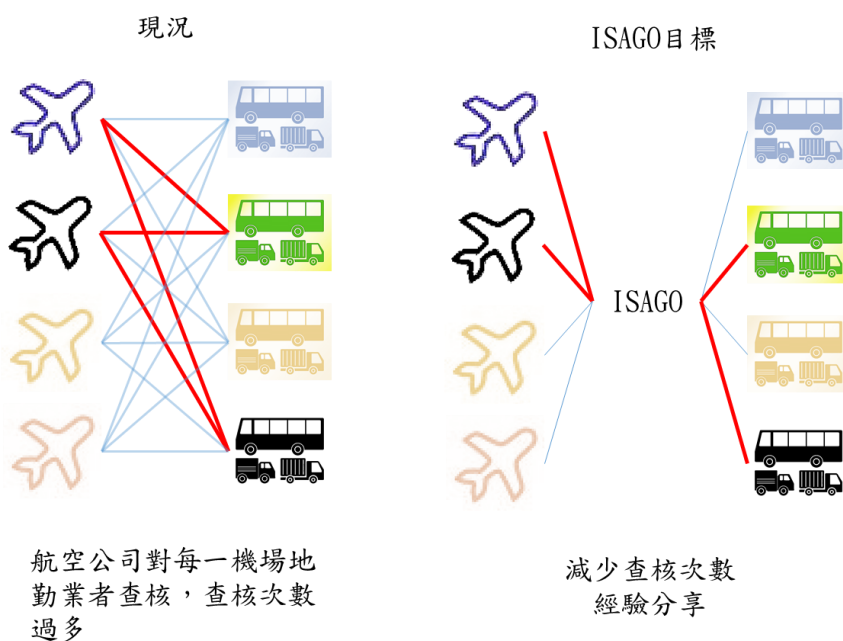 現況
ISAGO目標
ISAGO
航空公司對每一機場地
勤業者查核，查核次數
過多
減少查核次數
經驗分享